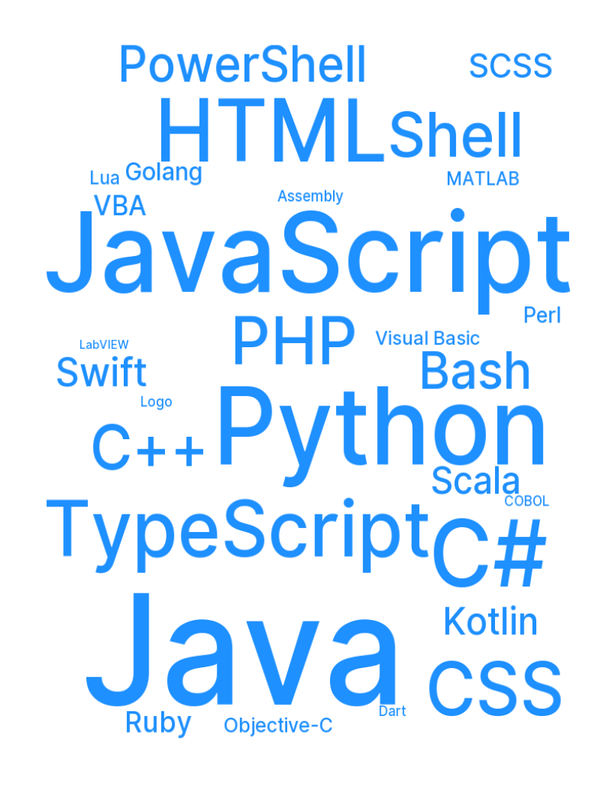 PowerShell
SCSS
HTML
Shell
Lua
Golang
MATLAB
VBA
Assembly
JavaScript
Perl
PHP
Visual Basic
LabVIEW
Swift
Bash
Logo
Python
C++
Scala
COBOL
TypeScript
C#
Java
Kotlin
CSS
Dart
Ruby
Objective-C